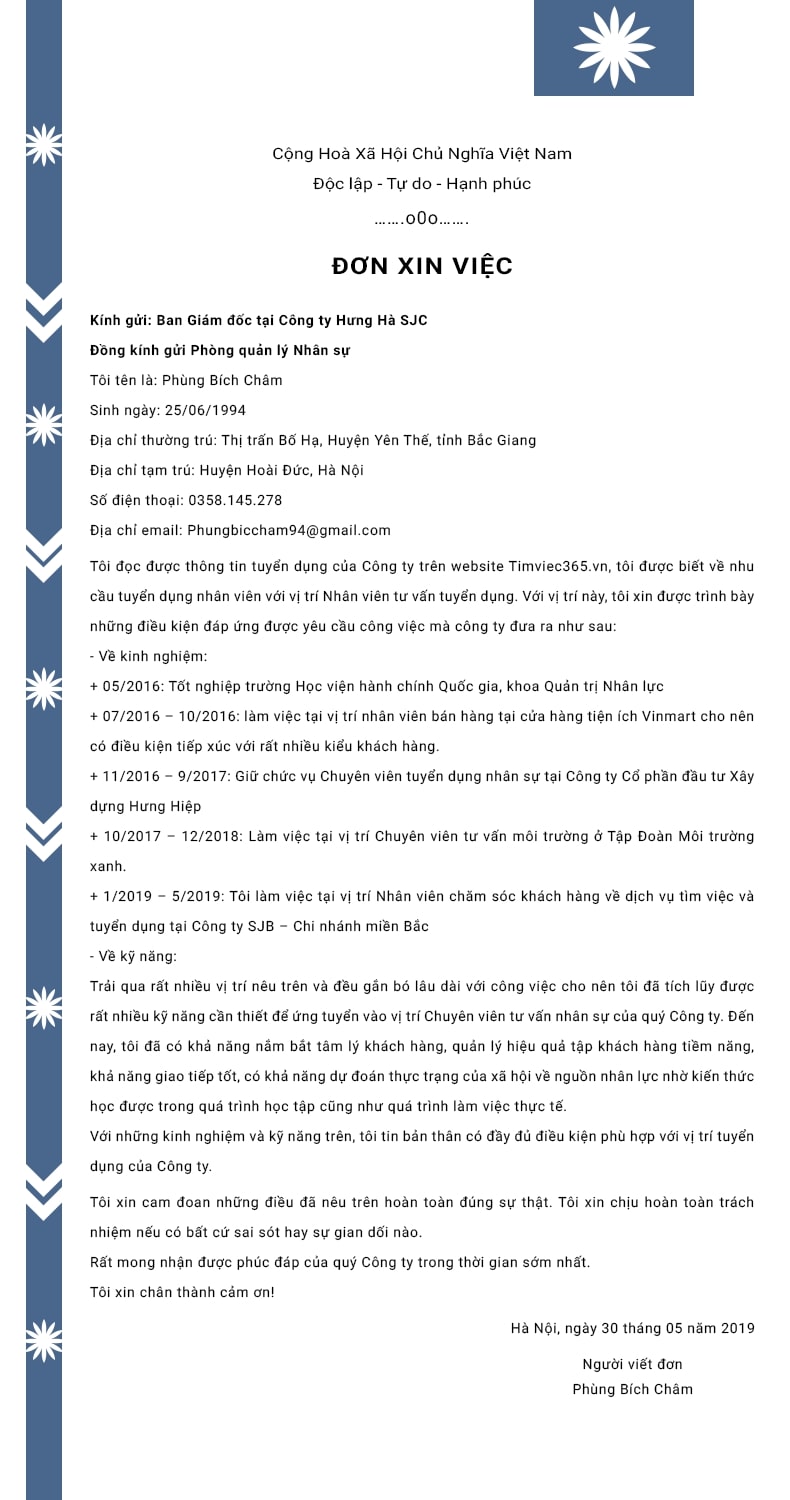 Cộng Hoà Xã Hội Chủ Nghĩa Việt Nam
Độc lập - Tự do - Hạnh phúc
…….o0o…….
ĐƠN XIN VIỆC
Kính gửi: Ban Giám đốc tại Công ty Hưng Hà SJC
Đồng kính gửi Phòng quản lý Nhân sự
Tôi tên là: Phùng Bích Châm
Sinh ngày: 25/06/1994
Địa chỉ thường trú: Thị trấn Bố Hạ, Huyện Yên Thế, tỉnh Bắc Giang
Địa chỉ tạm trú: Huyện Hoài Đức, Hà Nội
Số điện thoại: 0358.145.278
Địa chỉ email: Phungbiccham94@gmail.com
Tôi đọc được thông tin tuyển dụng của Công ty trên website Timviec365.vn, tôi được biết về nhu
cầu tuyển dụng nhân viên với vị trí Nhân viên tư vấn tuyển dụng. Với vị trí này, tôi xin được trình bày
những điều kiện đáp ứng được yêu cầu công việc mà công ty đưa ra như sau:
- Về kinh nghiệm:
+ 05/2016: Tốt nghiệp trường Học viện hành chính Quốc gia, khoa Quản trị Nhân lực
+ 07/2016 – 10/2016: làm việc tại vị trí nhân viên bán hàng tại cửa hàng tiện ích Vinmart cho nên
có điều kiện tiếp xúc với rất nhiều kiểu khách hàng.
+ 11/2016 – 9/2017: Giữ chức vụ Chuyên viên tuyển dụng nhân sự tại Công ty Cổ phần đầu tư Xây
dựng Hưng Hiệp
+ 10/2017 – 12/2018: Làm việc tại vị trí Chuyên viên tư vấn môi trường ở Tập Đoàn Môi trường
xanh.
+ 1/2019 – 5/2019: Tôi làm việc tại vị trí Nhân viên chăm sóc khách hàng về dịch vụ tìm việc và
tuyển dụng tại Công ty SJB – Chi nhánh miền Bắc
- Về kỹ năng:
Trải qua rất nhiều vị trí nêu trên và đều gắn bó lâu dài với công việc cho nên tôi đã tích lũy được
rất nhiều kỹ năng cần thiết để ứng tuyển vào vị trí Chuyên viên tư vấn nhân sự của quý Công ty. Đến
nay, tôi đã có khả năng nắm bắt tâm lý khách hàng, quản lý hiệu quả tập khách hàng tiềm năng,
khả năng giao tiếp tốt, có khả năng dự đoán thực trạng của xã hội về nguồn nhân lực nhờ kiến thức
học được trong quá trình học tập cũng như quá trình làm việc thực tế.
Với những kinh nghiệm và kỹ năng trên, tôi tin bản thân có đầy đủ điều kiện phù hợp với vị trí tuyển
dụng của Công ty.
Tôi xin cam đoan những điều đã nêu trên hoàn toàn đúng sự thật. Tôi xin chịu hoàn toàn trách
nhiệm nếu có bất cứ sai sót hay sự gian dối nào.
Rất mong nhận được phúc đáp của quý Công ty trong thời gian sớm nhất.
Tôi xin chân thành cảm ơn!
Hà Nội, ngày 30 tháng 05 năm 2019
Người viết đơn
Phùng Bích Châm